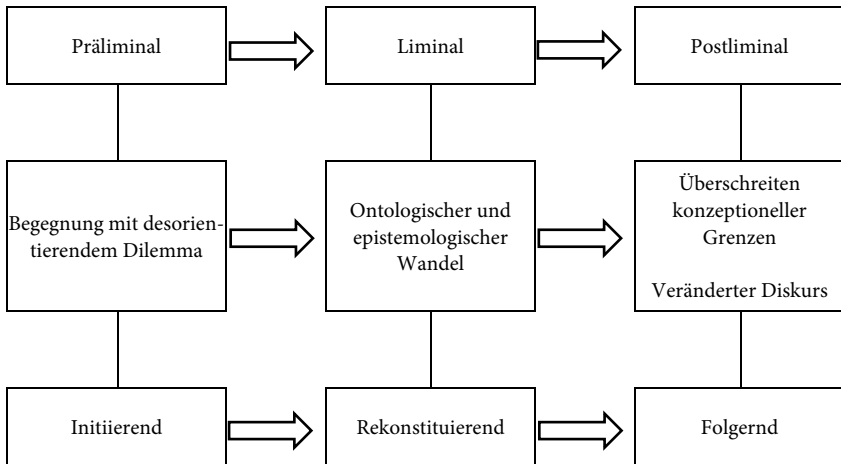 Präliminal
Liminal
Postliminal
Begegnung mit desorien-
tierendem Dilemma
Ontologischer und
epistemologischer
Wandel
Überschreiten
konzeptioneller
Grenzen
Veränderter Diskurs
Initiierend
Rekonstituierend
Folgernd